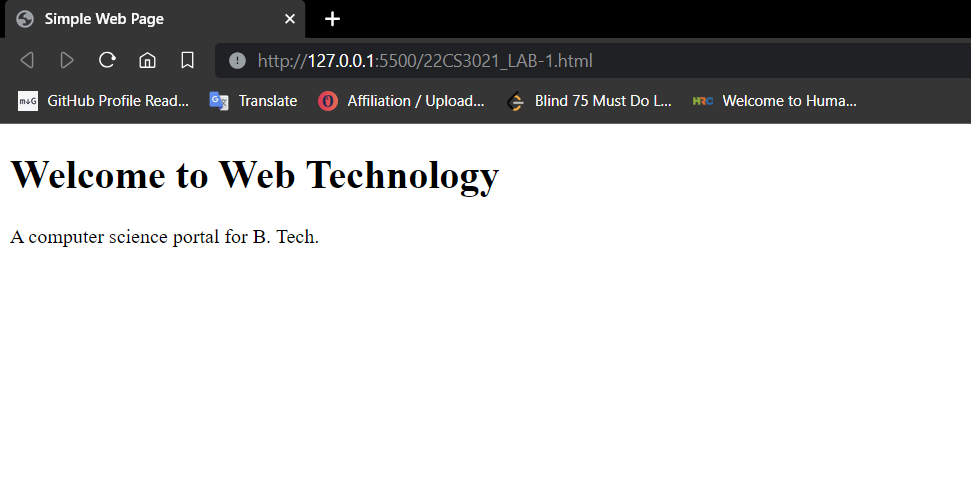 Simple Web Page
http://127.0.0.1:5500/22CS3021_LAB-1.html
m↓G GitHub Profile Read... Translate Affiliation / Upload... Blind 75 Must Do L... HRC Welcome to Huma...
Welcome to Web Technology
A computer science portal for B. Tech.